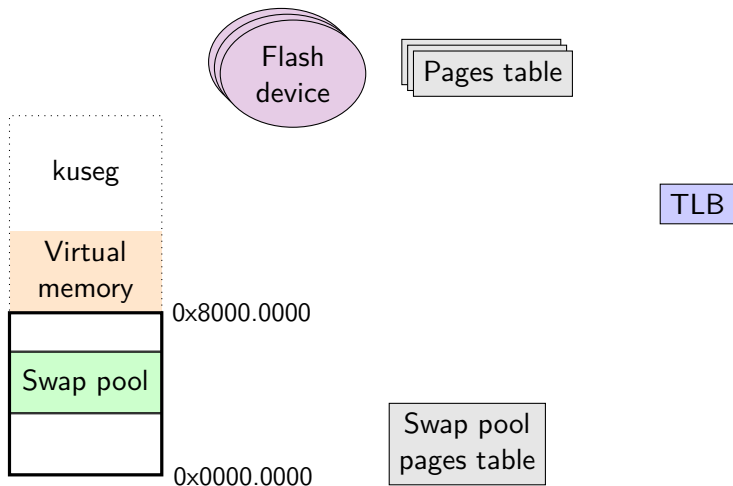 Flash
device
Pages table
kuseg
TLB
Virtual
memory
0x8000.0000
Swap pool
Swap pool
pages table
0x0000.0000